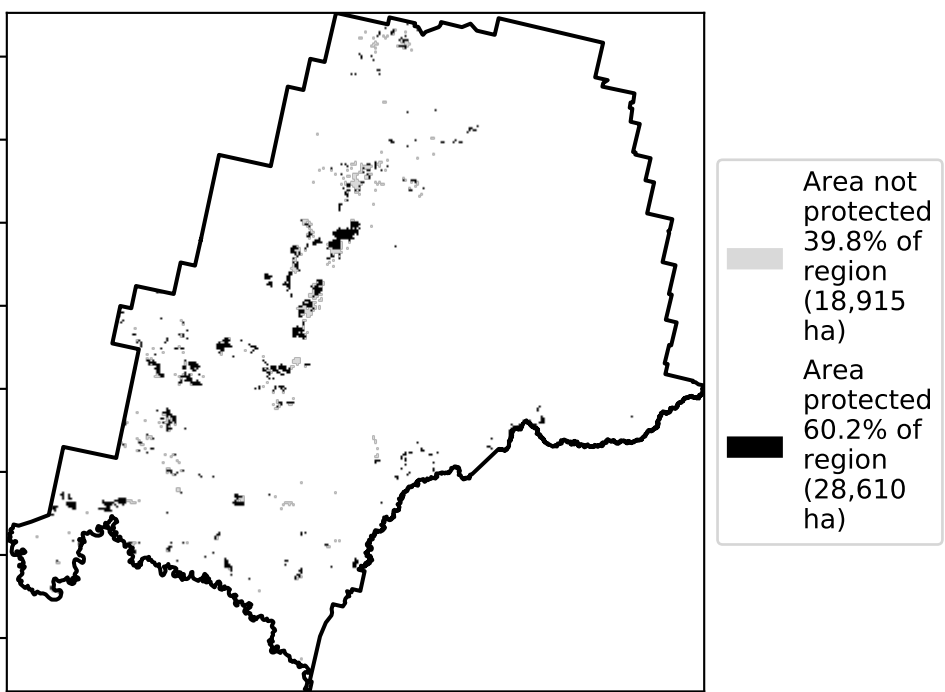 Area not
protected
39.8% of
region
(18,915
ha)
Area
protected
60.2% of
region
(28,610
ha)